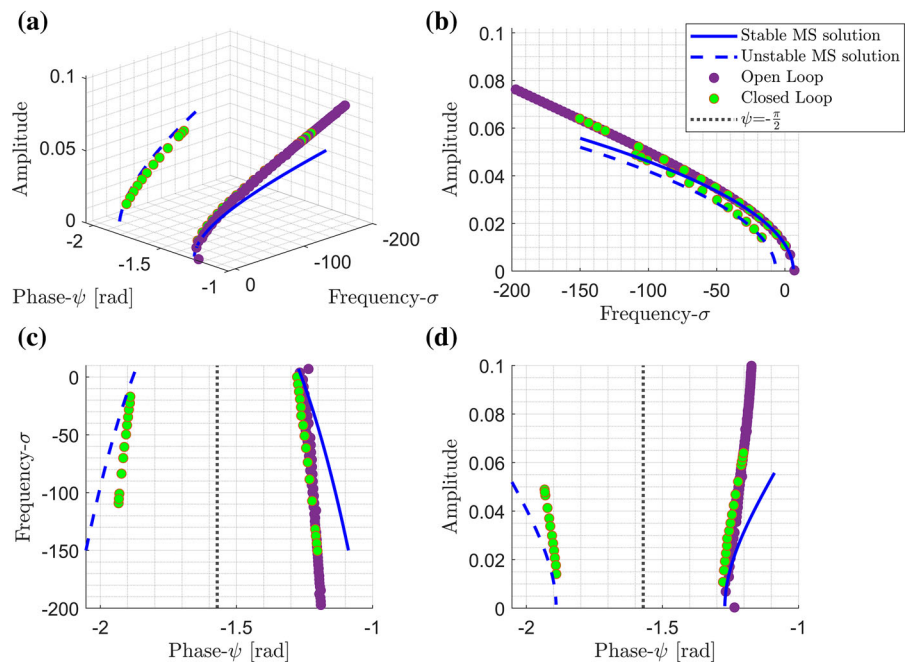 (a)
0.1
0.05
0
Amplitude
-2
-1.5
-1
Phase-ψ [rad]
0
-100
-200
Frequency-σ
(b)
0.1
0.08
0.06
0.04
0.02
0
Amplitude
-200
-150
-100
-50
0
Frequency-σ
Stable MS solution
Unstable MS solution
Open Loop
Closed Loop
ψ=-π/2
(c)
0
-50
-100
-150
-200
Frequency-σ
-2
-1.5
-1
Phase-ψ [rad]
(d)
0.1
0.08
0.06
0.04
0.02
0
Amplitude
-2
-1.5
-1
Phase-ψ [rad]